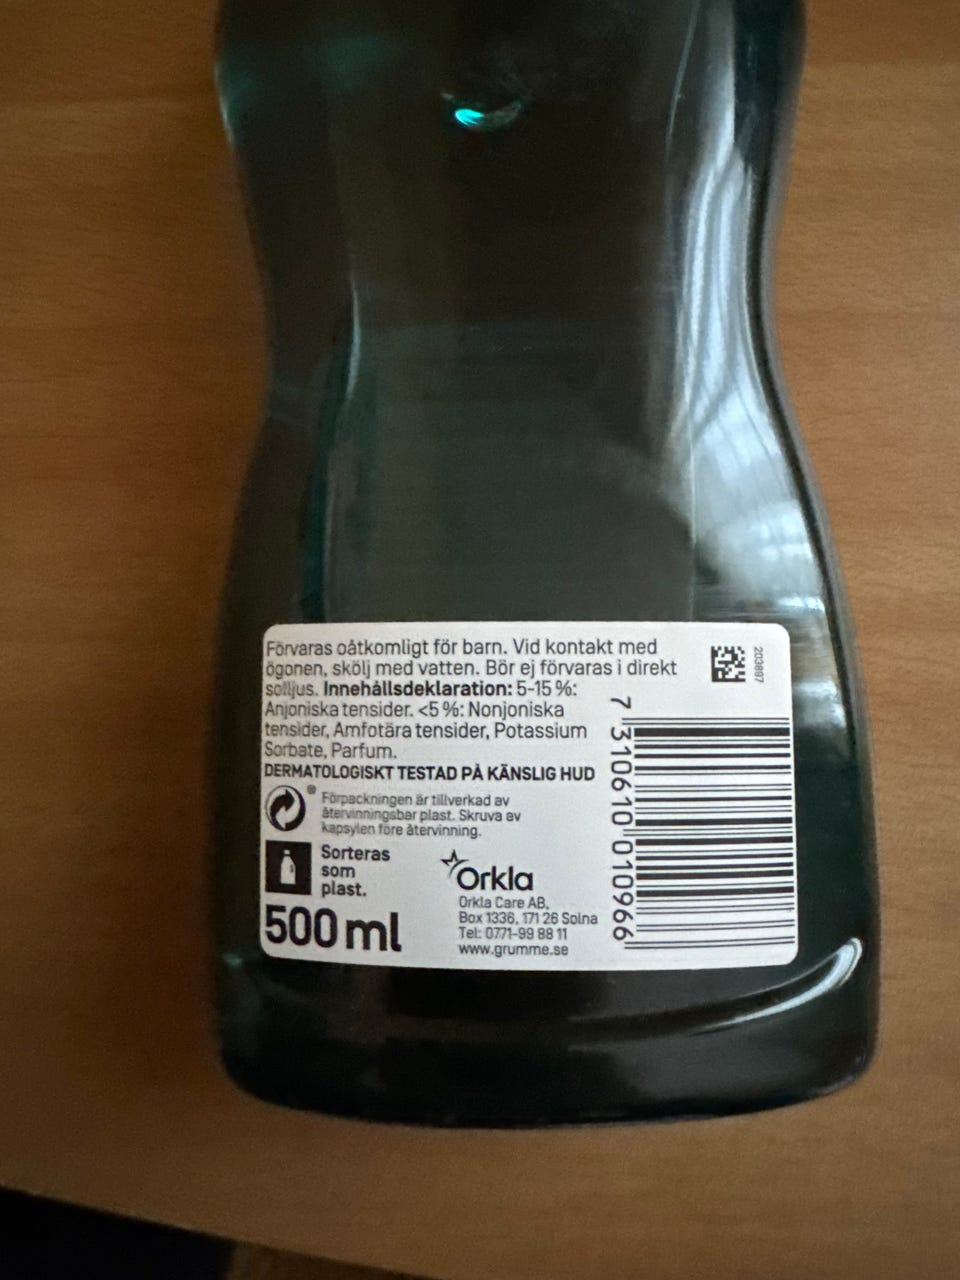 Förvaras oåtkomligt för barn. Vid kontakt med
ögonen, skölj med vatten. Bör ej förvaras i direkt
solljus. Innehållsdeklaration: 5-15 %:
Anjoniska tensider. <5 %: Nonjoniska
tensider, Amfotära tensider, Potassium
Sorbate, Parfum.
DERMATOLOGISKT TESTAD PÅ KÄNSLIG HUD
Förpackningen är tillverkad av
återvinningsbar plast. Skruva av
kapsylen före återvinning.
Sorteras
som
plast.
500 ml
Orkla
Orkla Care AB,
Box 1336, 171 26 Solna
Tel: 0771-99 88 11
www.grumme.se
203897
7 310610 010966